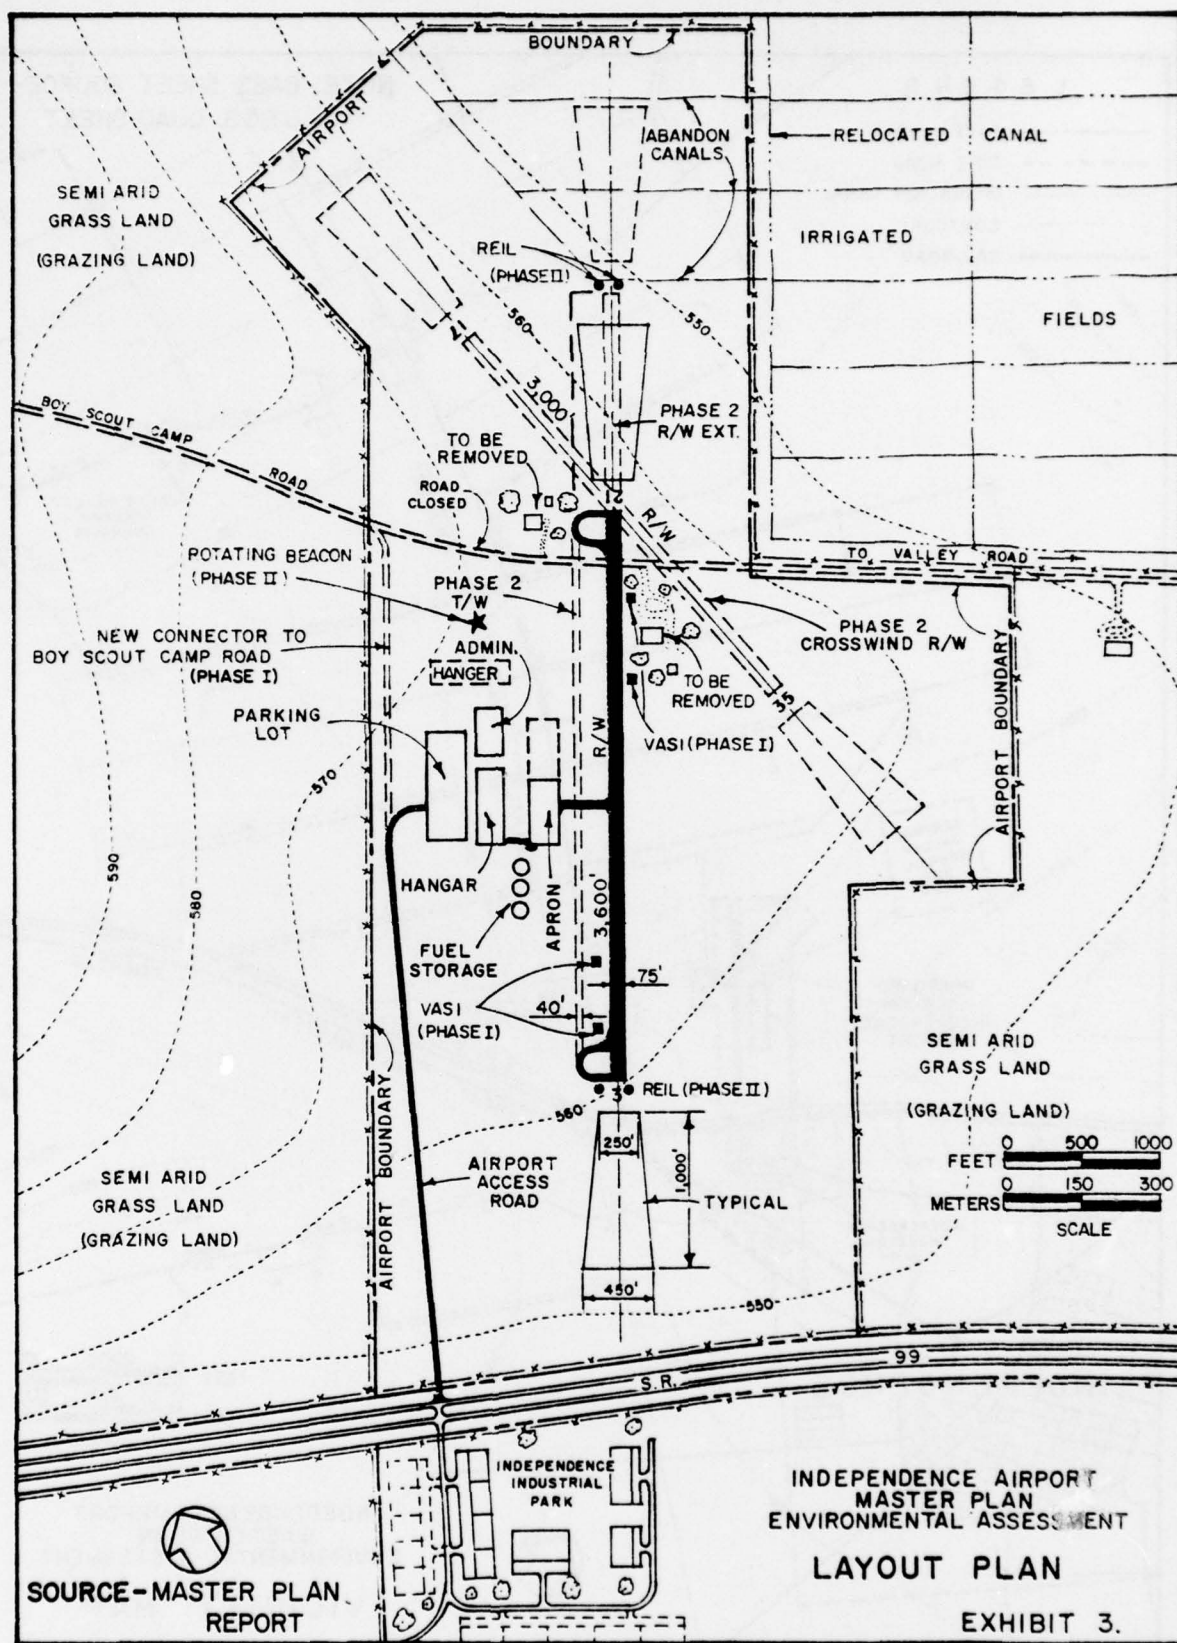 BOUNDARY
AIRPORT
ABANDON
CANALS
RELOCATED CANAL
SEMI ARID
GRASS LAND
(GRAZING LAND)
IRRIGATED
FIELDS
REIL
(PHASE II)
560
550
17
3,000'
PHASE 2
R/W EXT.
BOY SCOUT CAMP
ROAD
TO BE
REMOVED
ROAD
CLOSED
21
R/W
TO VALLEY ROAD
POTATING BEACON
(PHASE II)
PHASE 2
T/W
NEW CONNECTOR TO
BOY SCOUT CAMP ROAD
(PHASE I)
ADMIN.
HANGER
PHASE 2
CROSSWIND R/W
TO BE
REMOVED
35
AIRPORT BOUNDARY
PARKING
LOT
R/W
VASI (PHASE I)
570
590
580
HANGAR
APRON
3,600'
FUEL
STORAGE
75'
40'
VASI
(PHASE I)
SEMI ARID
GRASS LAND
(GRAZING LAND)
3
REIL (PHASE II)
560
AIRPORT BOUNDARY
250'
1,000'
TYPICAL
450'
AIRPORT
ACCESS
ROAD
0 500 1000
FEET
0 150 300
METERS
SCALE
SEMI ARID
GRASS LAND
(GRAZING LAND)
550
S.R. 99
INDEPENDENCE
INDUSTRIAL
PARK
INDEPENDENCE AIRPORT
MASTER PLAN
ENVIRONMENTAL ASSESSMENT
LAYOUT PLAN
EXHIBIT 3.
SOURCE-MASTER PLAN
REPORT